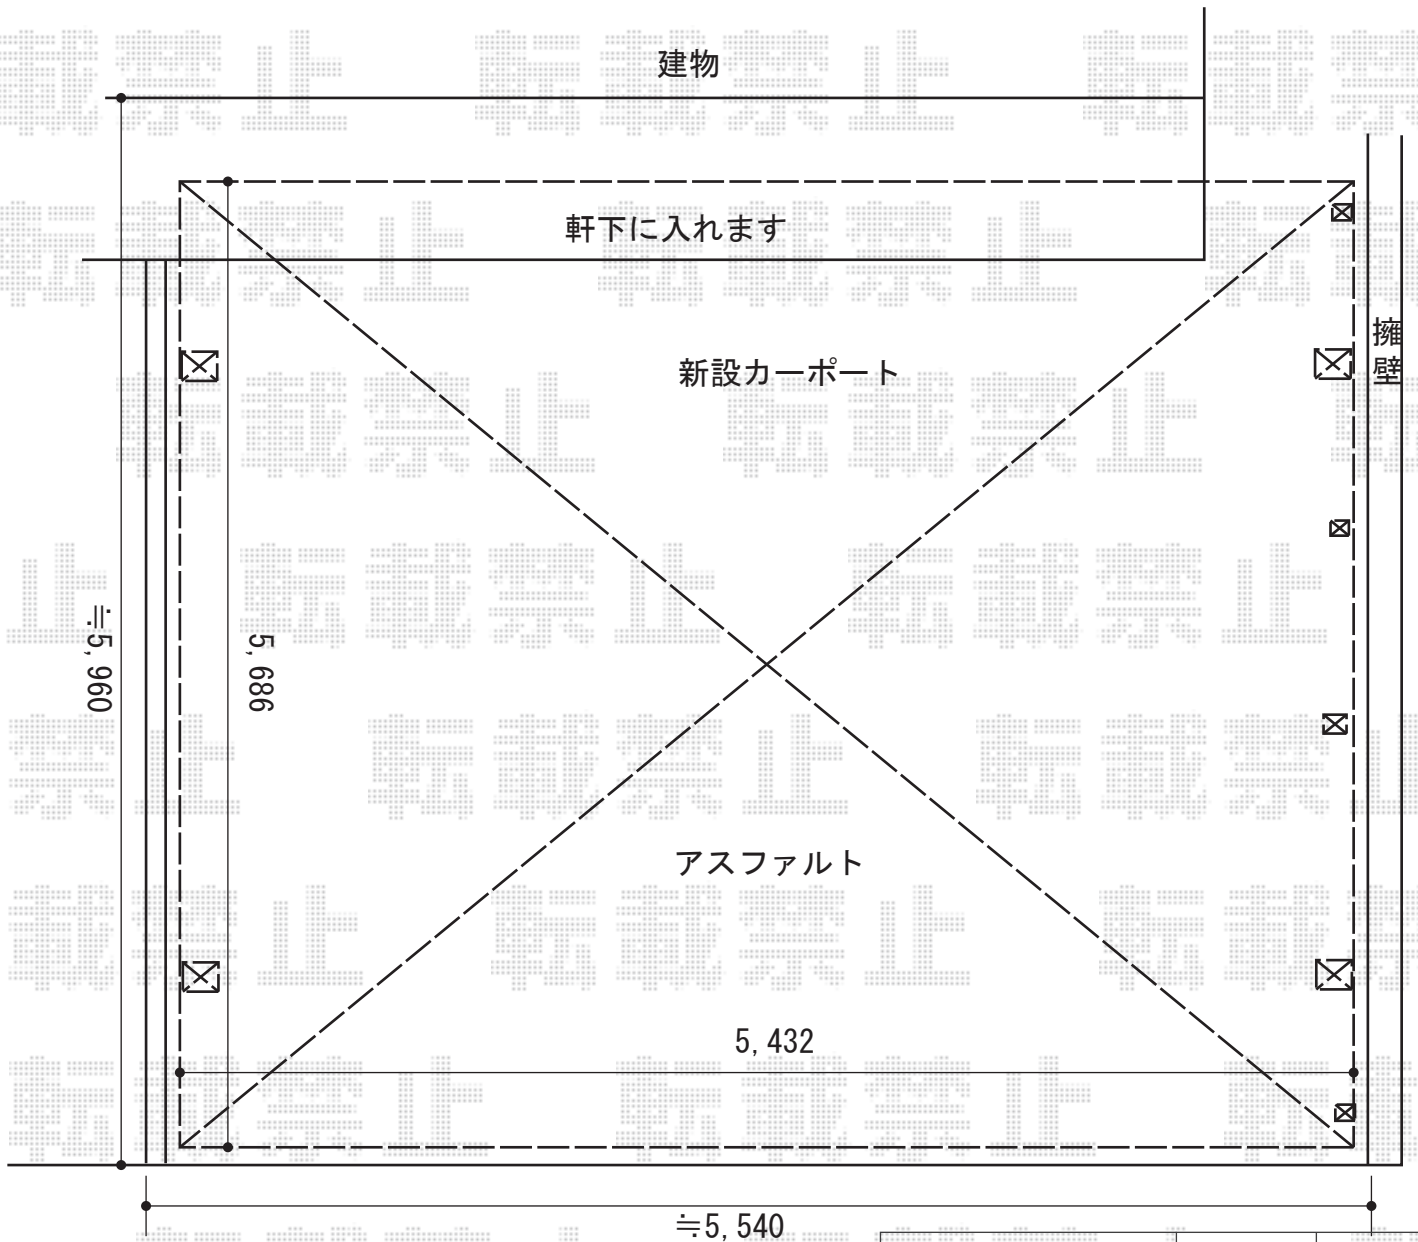 建物
軒下に入れます
新設カーポート
擁壁
≒5,960
5,686
アスファルト
5,432
≒5,540
転載禁止